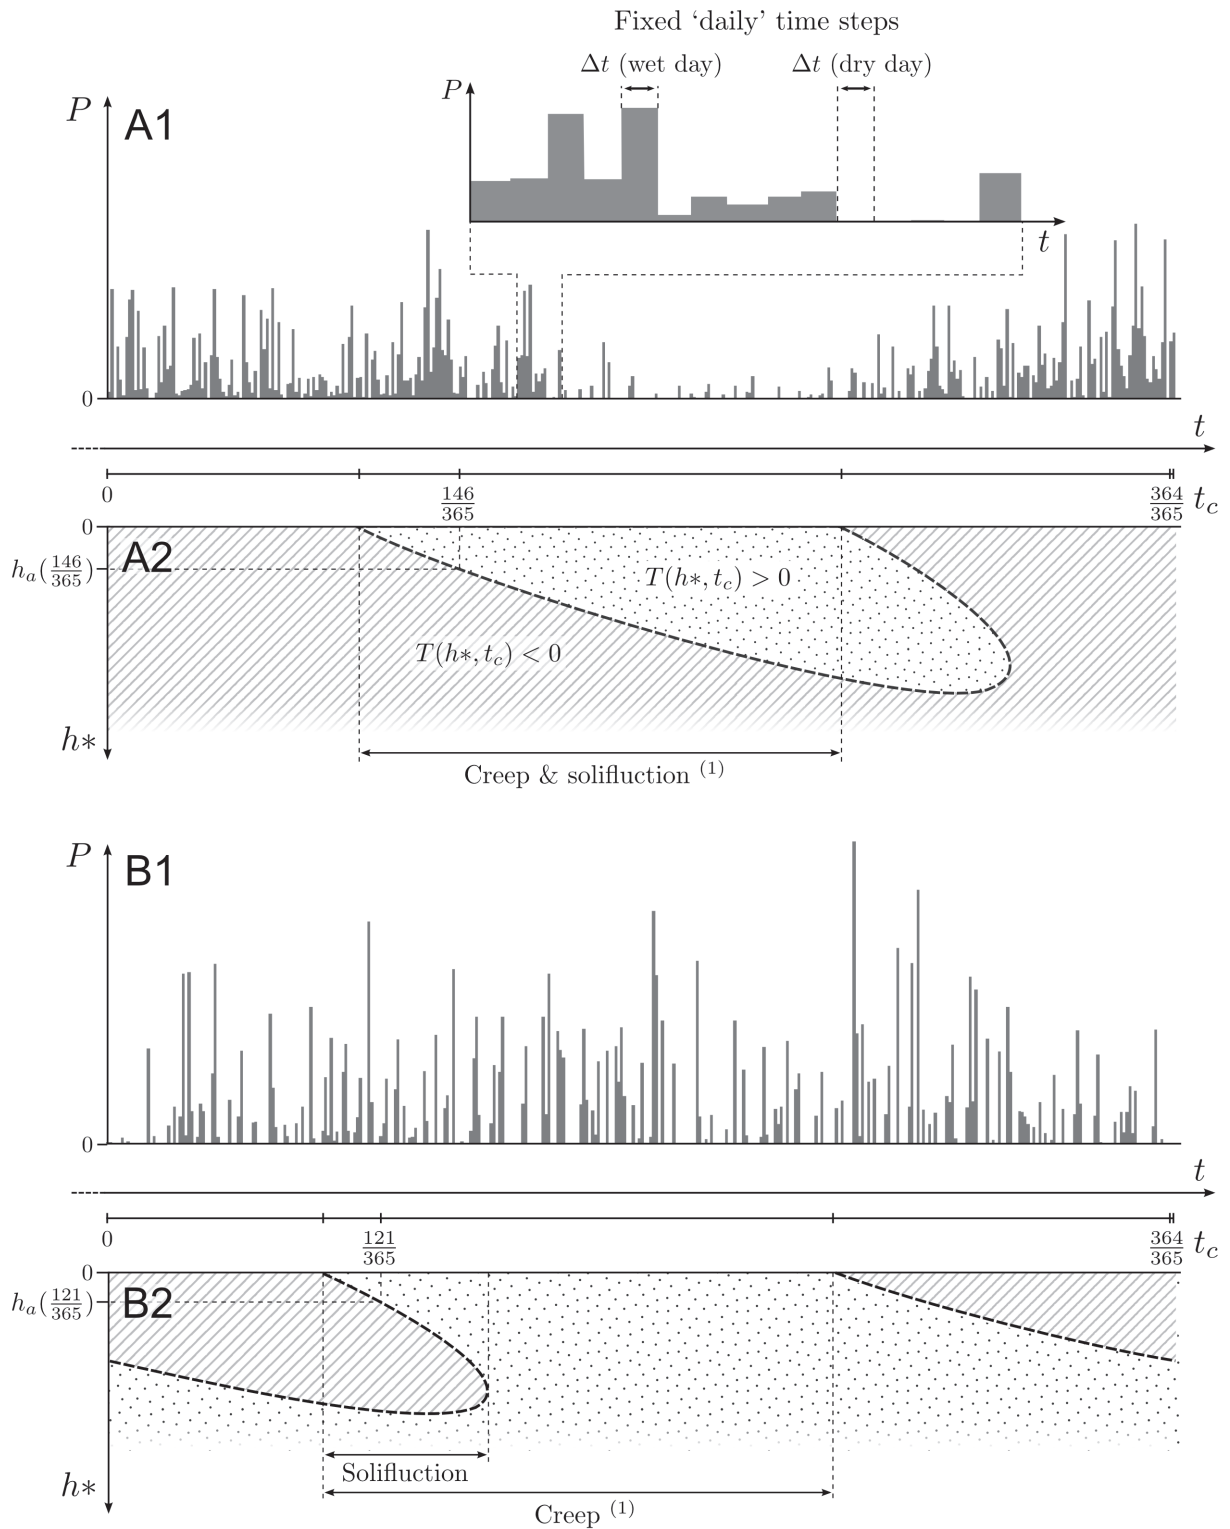 Fixed ‘daily’ time steps
Δt (wet day) Δt (dry day)
P
P
A1
t
0
t
0 146/365 364/365 t_c
0
h_a(146/365)
A2
T(h*, t_c) > 0
T(h*, t_c) < 0
h*
Creep & solifluction (1)
P
B1
0
t
0 121/365 364/365 t_c
0
h_a(121/365)
B2
Solifluction
h*
Creep (1)